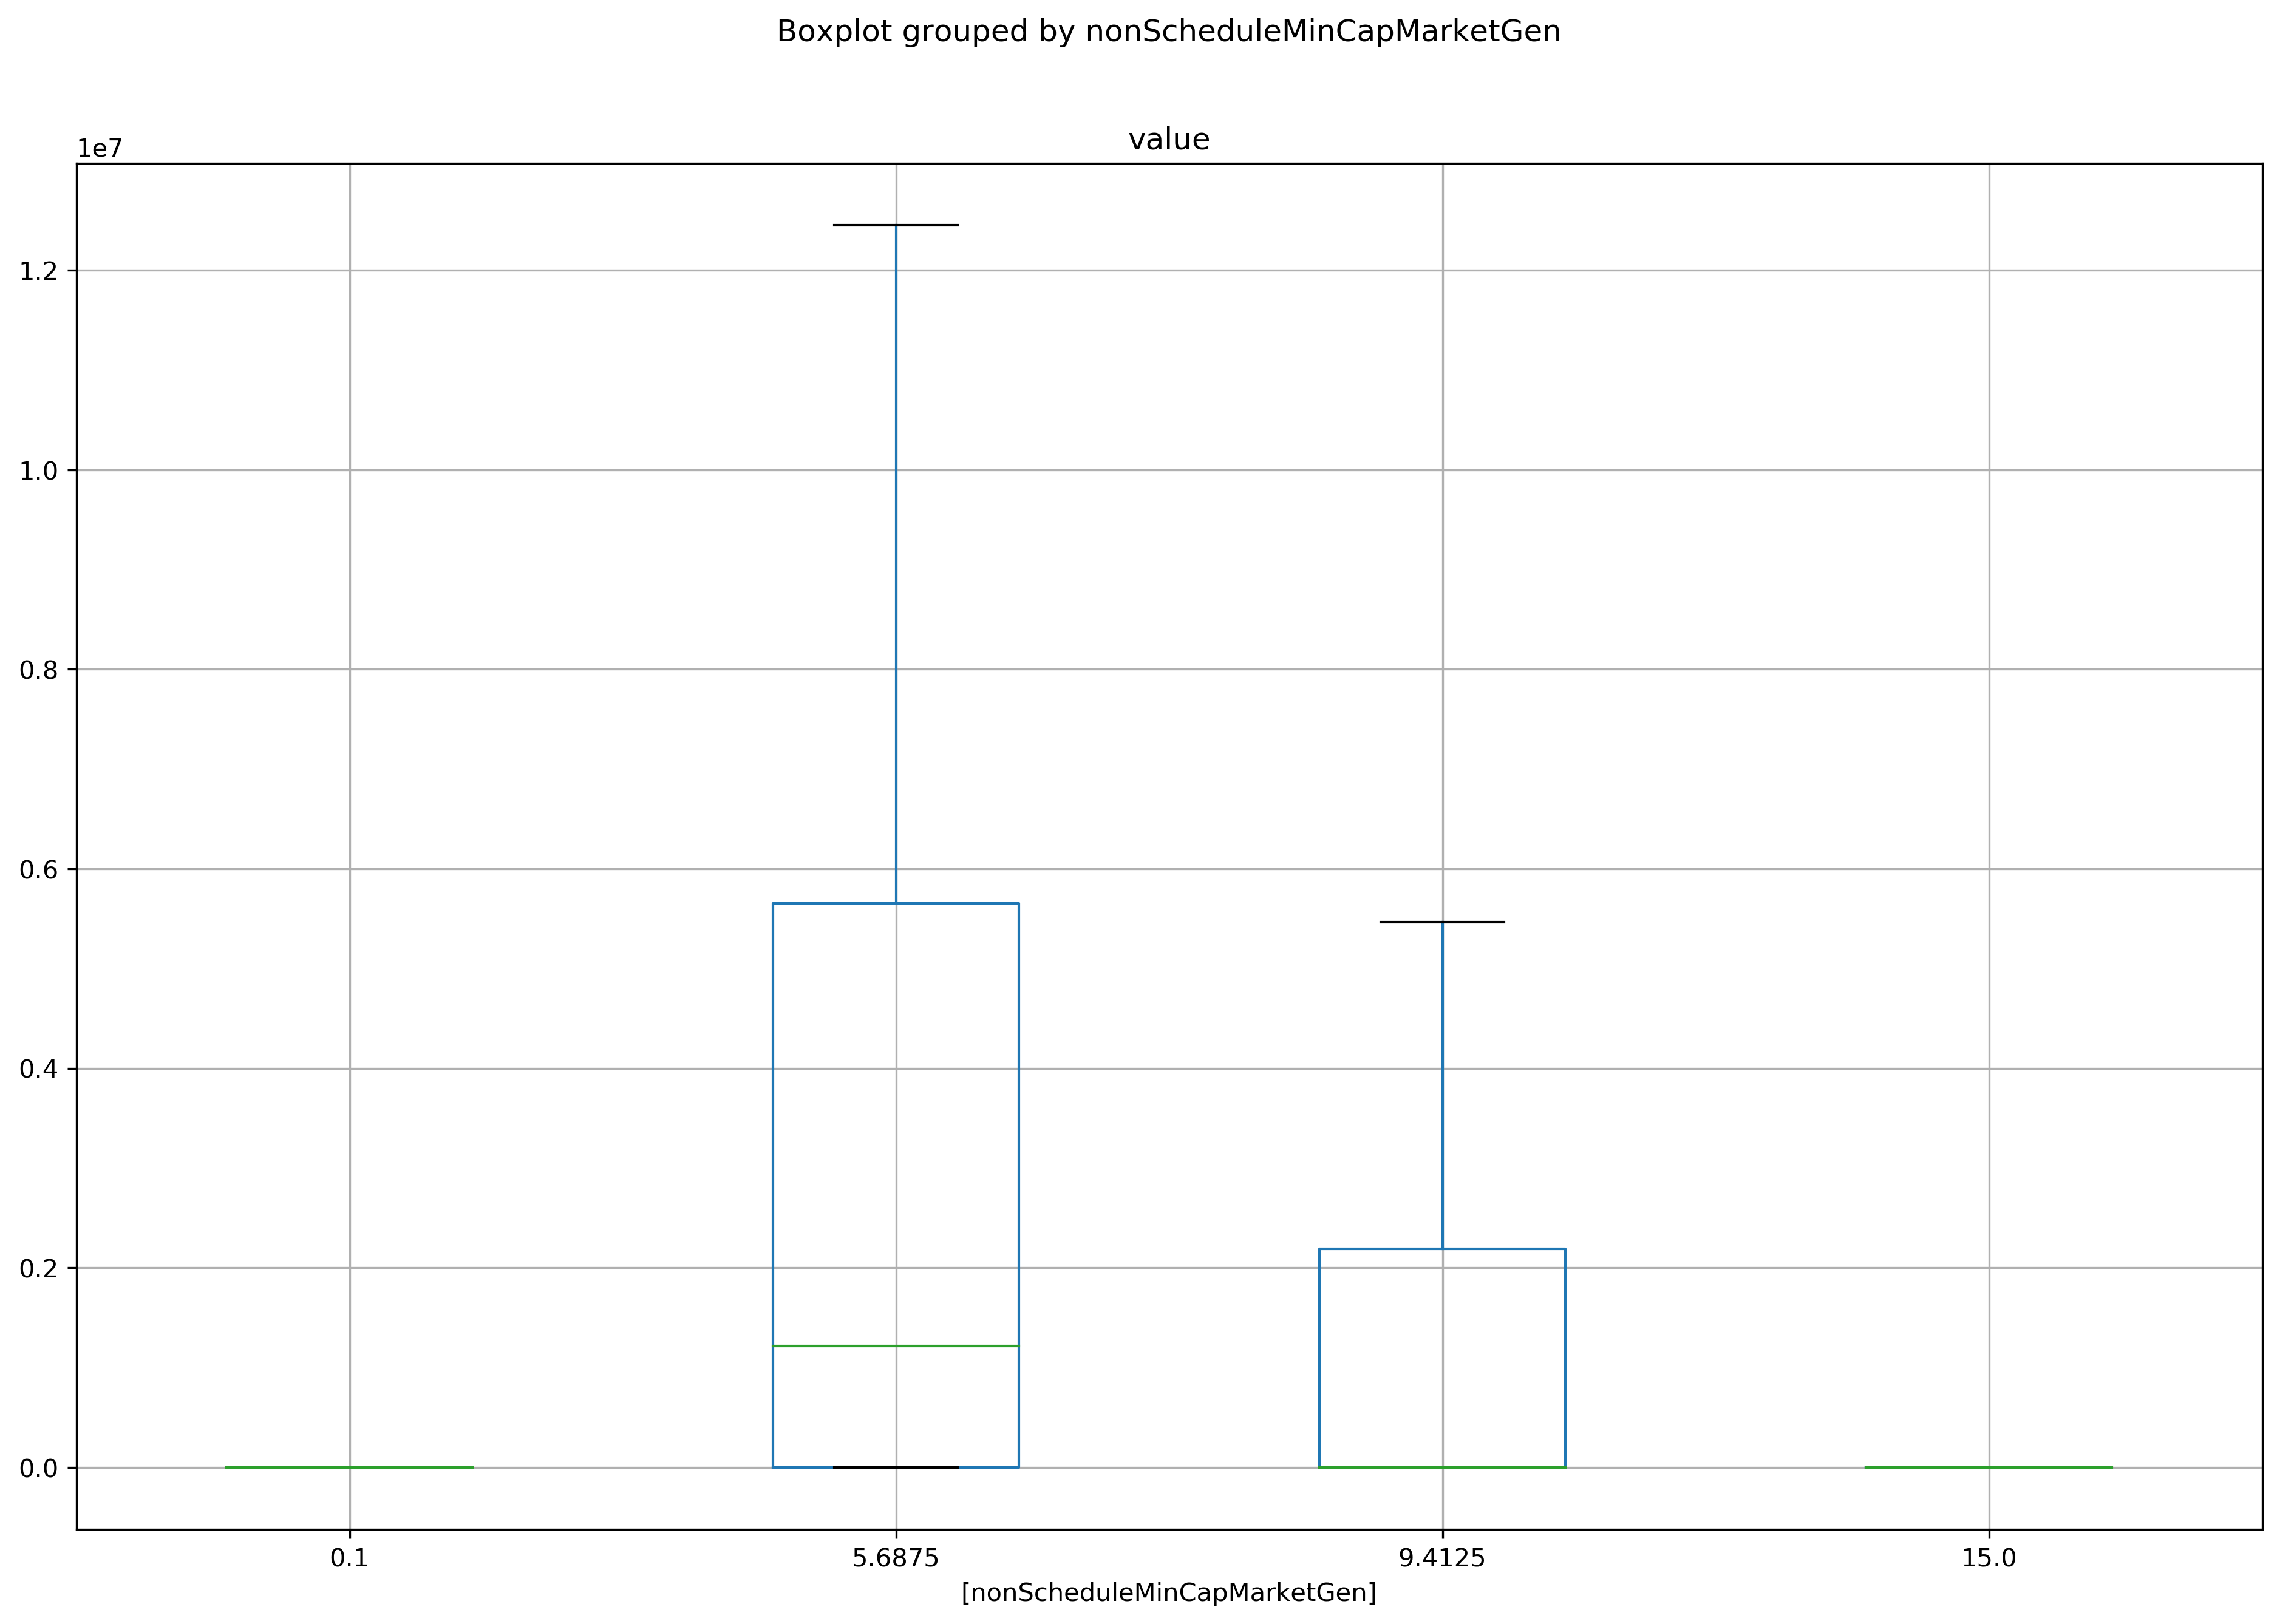 Boxplot grouped by nonScheduleMinCapMarketGen
value
1e7
1.2
1.0
0.8
0.6
0.4
0.2
0.0
0.1 5.6875 9.4125 15.0
[nonScheduleMinCapMarketGen]